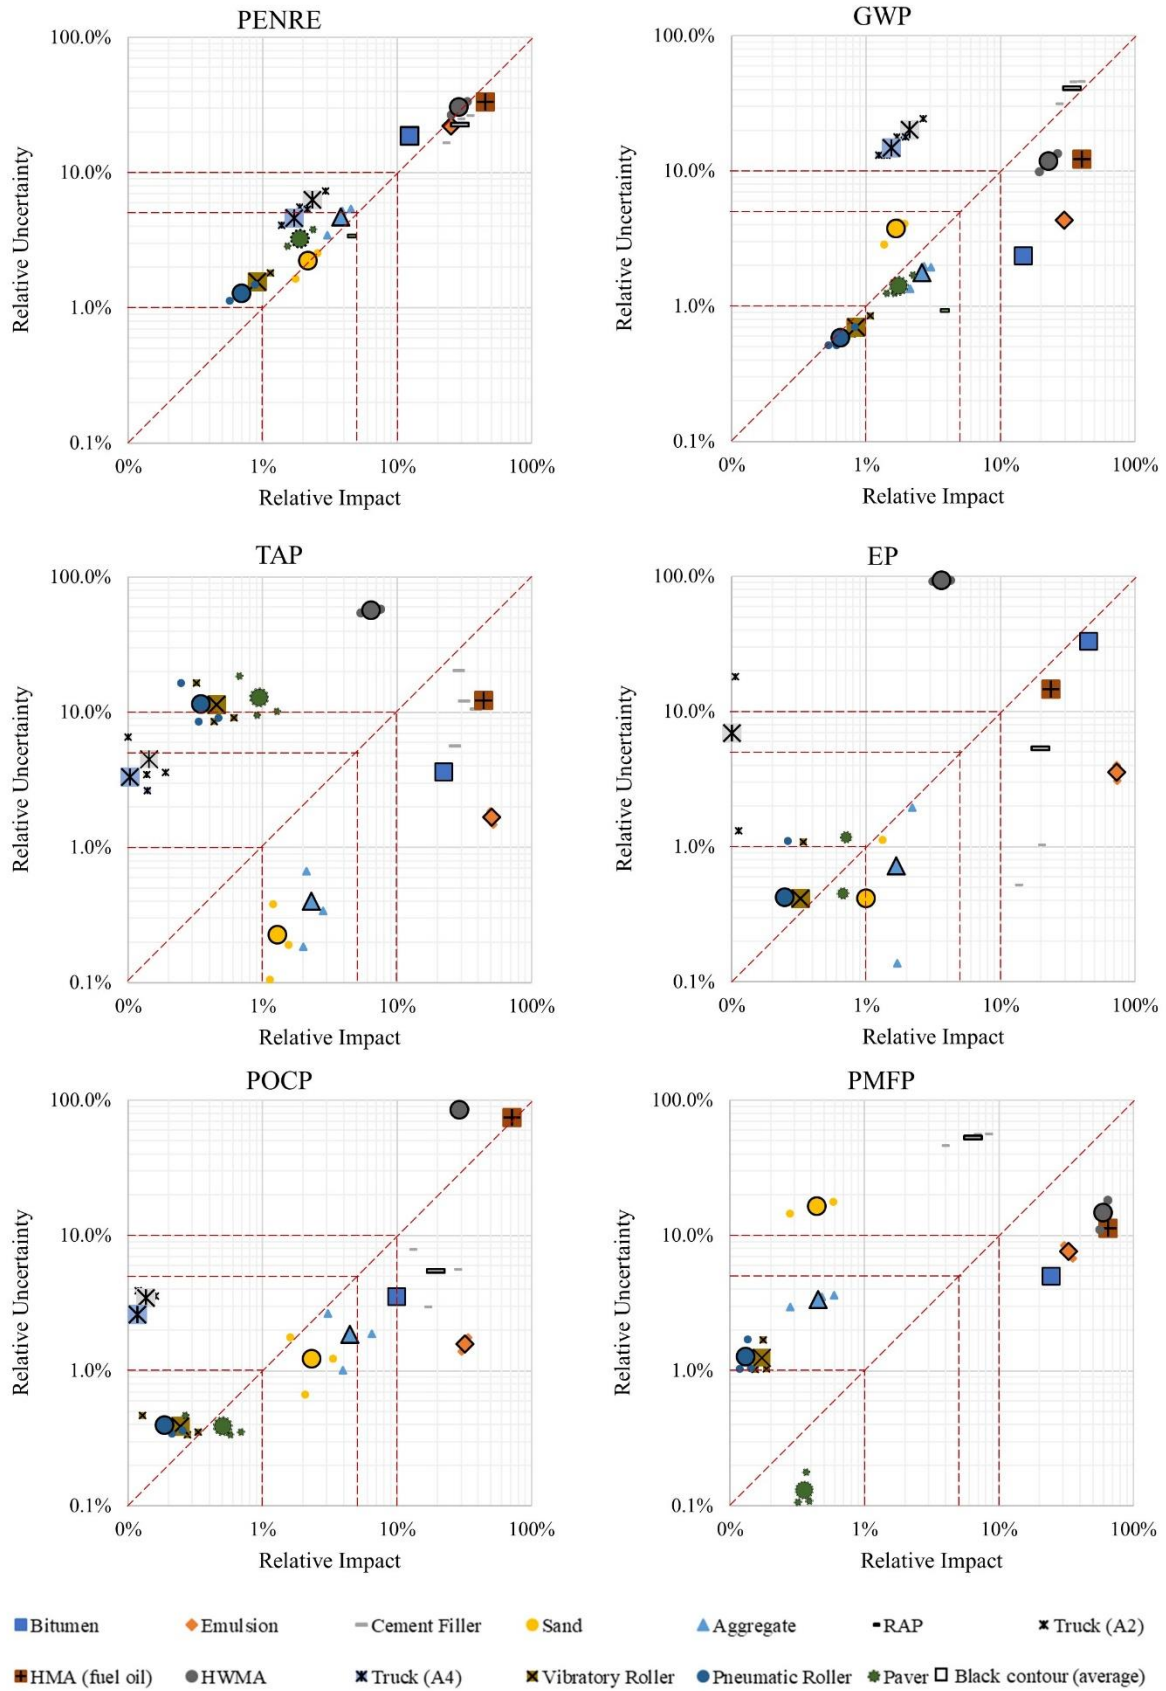 PENRE
GWP
100.0%
10.0%
1.0%
0.1%
Relative Uncertainty
0%
1%
10%
100%
Relative Impact
100.0%
10.0%
1.0%
0.1%
Relative Uncertainty
0%
1%
10%
100%
Relative Impact
TAP
EP
100.0%
10.0%
1.0%
0.1%
Relative Uncertainty
0%
1%
10%
100%
Relative Impact
100.0%
10.0%
1.0%
0.1%
Relative Uncertainty
0%
1%
10%
100%
Relative Impact
POCP
PMFP
100.0%
10.0%
1.0%
0.1%
Relative Uncertainty
0%
1%
10%
100%
Relative Impact
100.0%
10.0%
1.0%
0.1%
Relative Uncertainty
0%
1%
10%
100%
Relative Impact
Bitumen Emulsion Cement Filler Sand Aggregate RAP Truck (A2)
HMA (fuel oil) HWMA Truck (A4) Vibratory Roller Pneumatic Roller Paver Black contour (average)